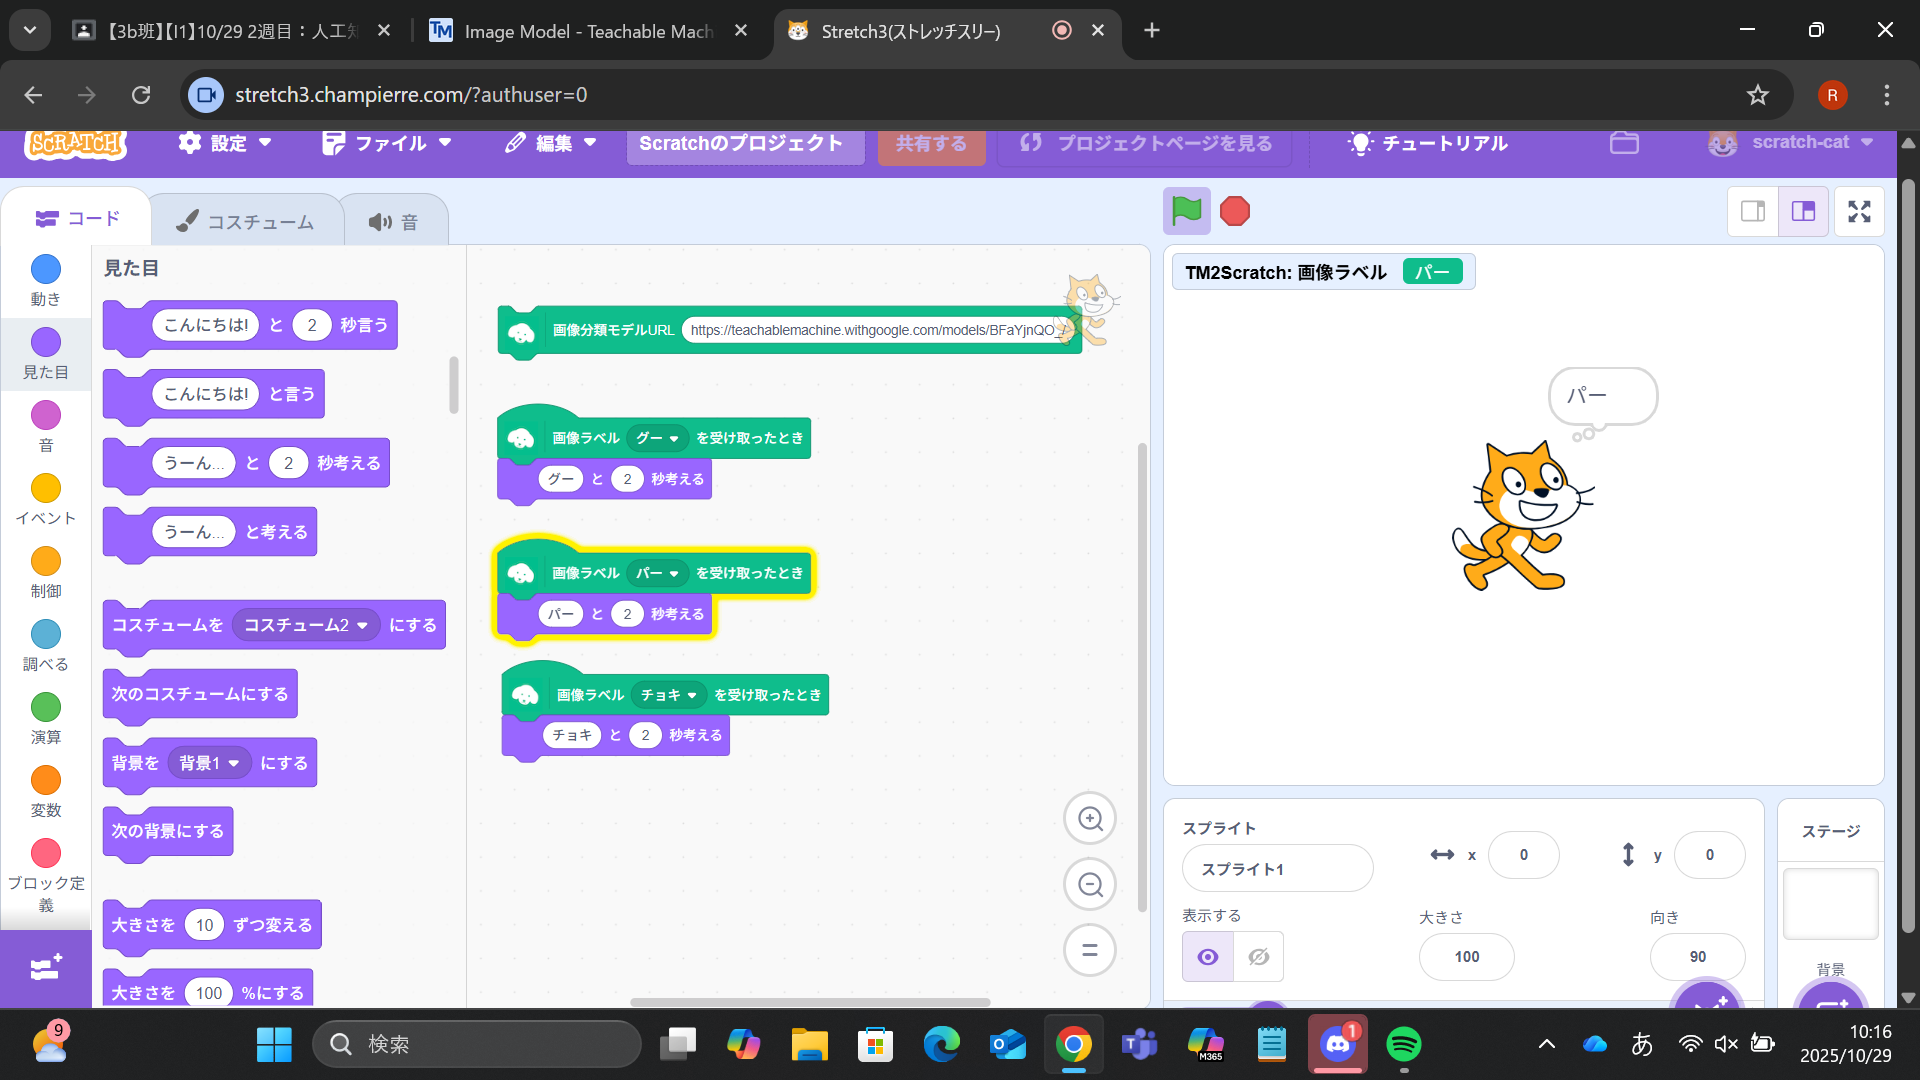 【3b班】【I1】10/29 2週目：人工知
Image Model - Teachable Mach
Stretch3(ストレッチスリー)
stretch3.champierre.com/?authuser=0
R
SCRATCH
設定
ファイル
編集
Scratchのプロジェクト
共有する
プロジェクトページを見る
チュートリアル
scratch-cat
コード
コスチューム
音
動き
見た目
音
イベント
制御
調べる
演算
変数
ブロック定
義
見た目
こんにちは! と 2 秒言う
こんにちは! と言う
うーん... と 2 秒考える
うーん... と考える
コスチュームを コスチューム2 にする
次のコスチュームにする
背景を 背景1 にする
次の背景にする
大きさを 10 ずつ変える
大きさを 100 %にする
画像分類モデルURL https://teachablemachine.withgoogle.com/models/BFaYjnQO_/
画像ラベル グー を受け取ったとき
グー と 2 秒考える
画像ラベル パー を受け取ったとき
パー と 2 秒考える
画像ラベル チョキ を受け取ったとき
チョキ と 2 秒考える
TM2Scratch: 画像ラベル パー
パー
スプライト
スプライト1
x 0
y 0
表示する
大きさ
100
向き
90
ステージ
背景
9
検索
M365
1
あ
10:16
2025/10/29